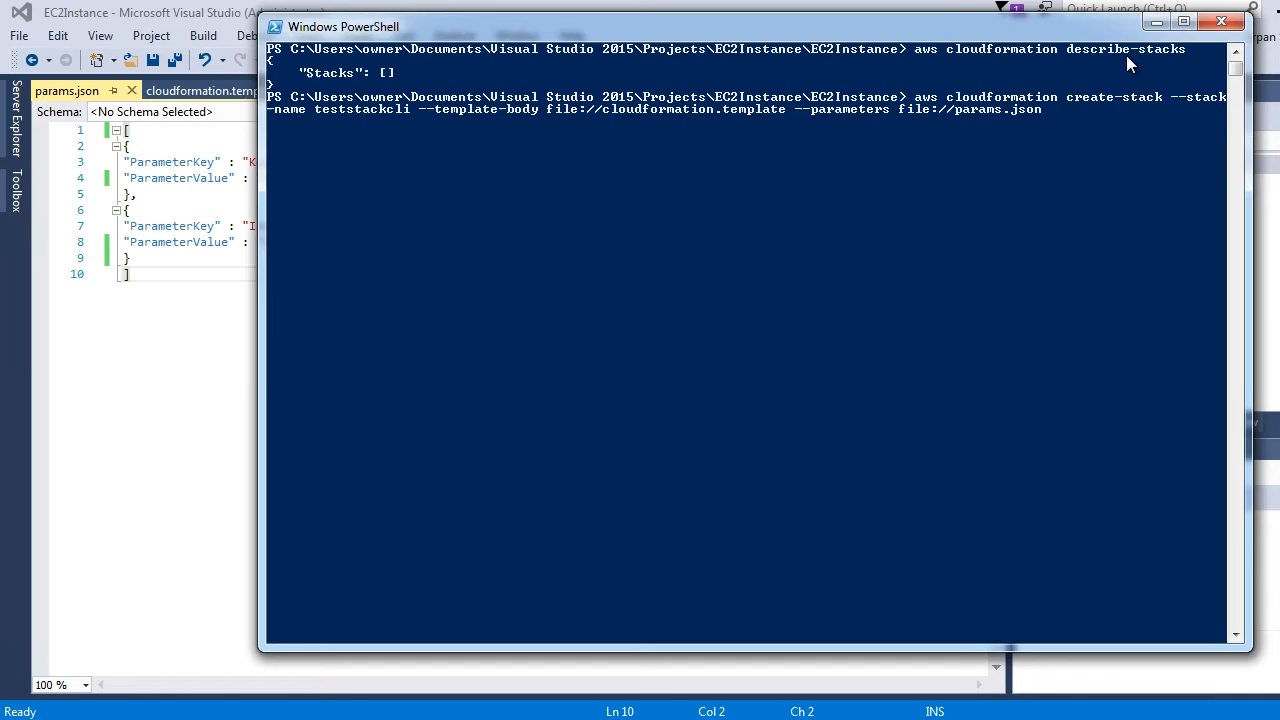 EC2Instance - Microsoft Visual Studio (Admini
1
Quick Launch (Ctrl+Q)
File Edit View Project Build Deb
Windows PowerShell
PS C:\Users\owner\Documents\Visual Studio 2015\Projects\EC2Instance\EC2Instance> aws cloudformation describe-stacks
{
"Stacks": []
}
PS C:\Users\owner\Documents\Visual Studio 2015\Projects\EC2Instance\EC2Instance> aws cloudformation create-stack --stack
-name teststackcli --template-body file://cloudformation.template --parameters file://params.json
Server Explorer
Toolbox
params.json cloudformation.temp
Schema: <No Schema Selected>
1 [
2 {
3 "ParameterKey" : "K
4 "ParameterValue" :
5 },
6 {
7 "ParameterKey" : "I
8 "ParameterValue" :
9 }
10 ]
100 %
Ready Ln 10 Col 2 Ch 2 INS